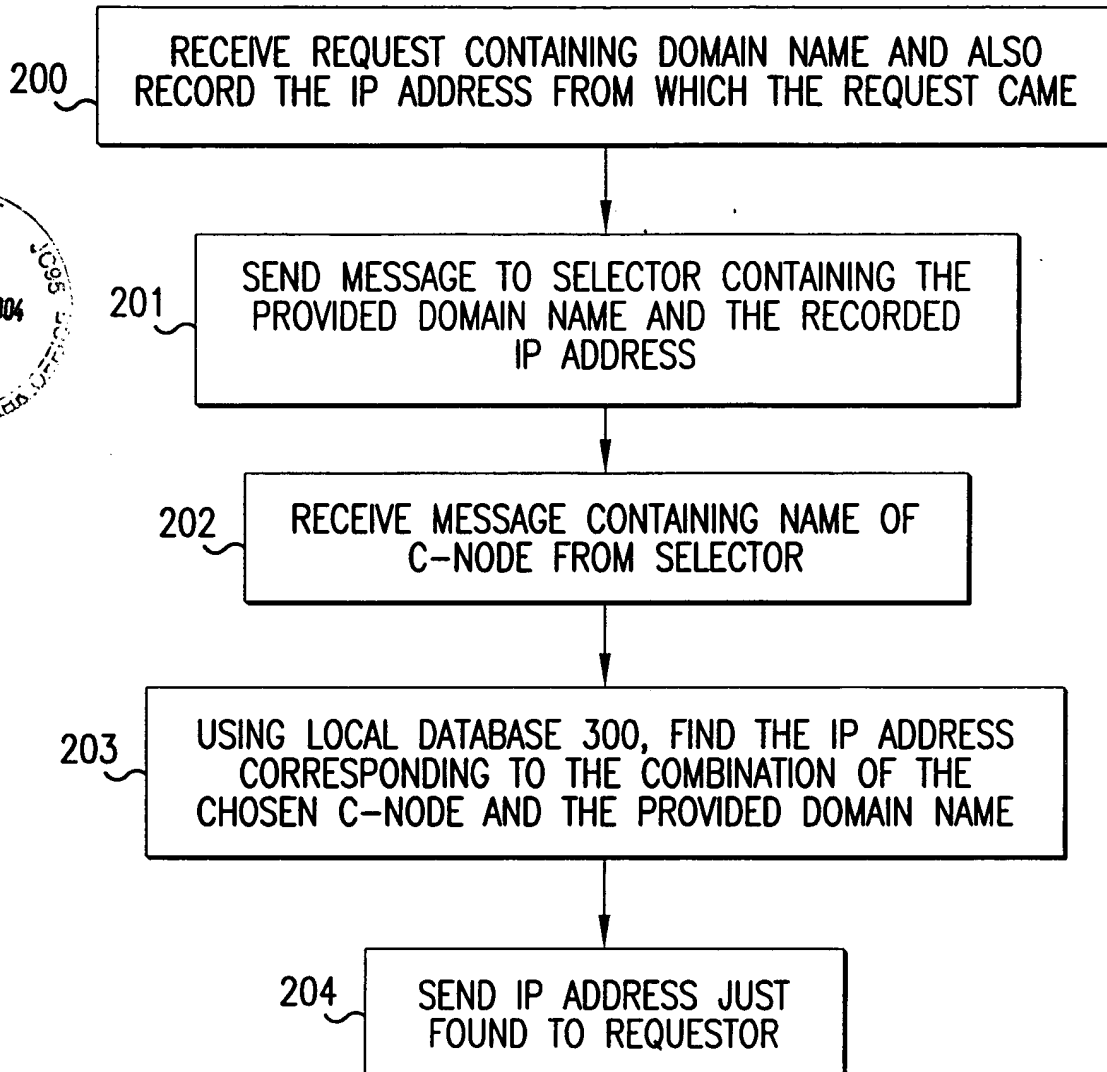 200
RECEIVE REQUEST CONTAINING DOMAIN NAME AND ALSO
RECORD THE IP ADDRESS FROM WHICH THE REQUEST CAME
JC95
201
SEND MESSAGE TO SELECTOR CONTAINING THE
PROVIDED DOMAIN NAME AND THE RECORDED
IP ADDRESS
202
RECEIVE MESSAGE CONTAINING NAME OF
C-NODE FROM SELECTOR
203
USING LOCAL DATABASE 300, FIND THE IP ADDRESS
CORRESPONDING TO THE COMBINATION OF THE
CHOSEN C-NODE AND THE PROVIDED DOMAIN NAME
204
SEND IP ADDRESS JUST
FOUND TO REQUESTOR